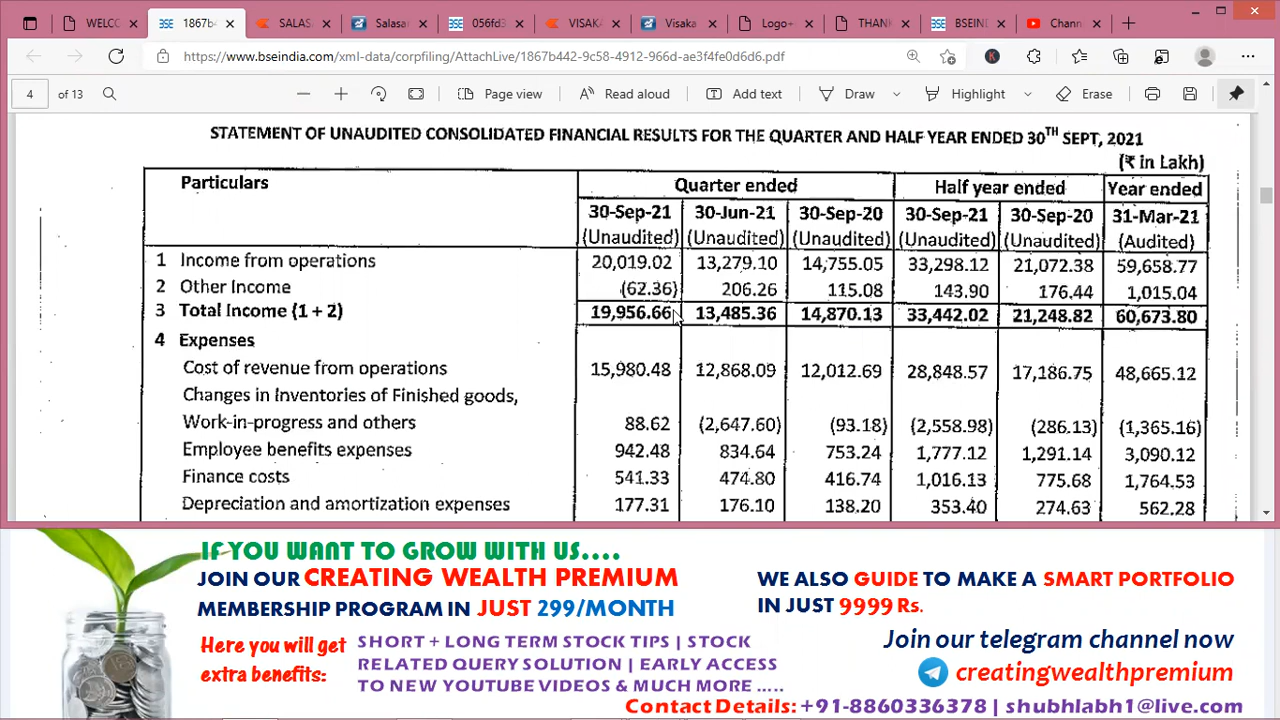 WELCC
1867b4
SALAS
Salasar
056fd3
VISAKA
Visaka
Logo+
THANK
BSEIND
Chann
https://www.bseindia.com/xml-data/corpfiling/AttachLive/1867b442-9c58-4912-966d-ae3f4fe0d6d6.pdf
4 of 13 Page view Read aloud Add text Draw Highlight Erase
STATEMENT OF UNAUDITED CONSOLIDATED FINANCIAL RESULTS FOR THE QUARTER AND HALF YEAR ENDED 30TH SEPT, 2021
(₹ in Lakh)
Particulars Quarter ended Half year ended Year ended
30-Sep-21 30-Jun-21 30-Sep-20 30-Sep-21 30-Sep-20 31-Mar-21
(Unaudited) (Unaudited) (Unaudited) (Unaudited) (Unaudited) (Audited)
1 Income from operations 20,019.02 13,279.10 14,755.05 33,298.12 21,072.38 59,658.77
2 Other Income (62.36) 206.26 115.08 143.90 176.44 1,015.04
3 Total Income (1 + 2) 19,956.66 13,485.36 14,870.13 33,442.02 21,248.82 60,673.80
4 Expenses
Cost of revenue from operations 15,980.48 12,868.09 12,012.69 28,848.57 17,186.75 48,665.12
Changes in Inventories of Finished goods,
Work-in-progress and others 88.62 (2,647.60) (93.18) (2,558.98) (286.13) (1,365.16)
Employee benefits expenses 942.48 834.64 753.24 1,777.12 1,291.14 3,090.12
Finance costs 541.33 474.80 416.74 1,016.13 775.68 1,764.53
Depreciation and amortization expenses 177.31 176.10 138.20 353.40 274.63 562.28
IF YOU WANT TO GROW WITH US....
JOIN OUR CREATING WEALTH PREMIUM
MEMBERSHIP PROGRAM IN JUST 299/MONTH
Here you will get
extra benefits:
SHORT + LONG TERM STOCK TIPS | STOCK
RELATED QUERY SOLUTION | EARLY ACCESS
TO NEW YOUTUBE VIDEOS & MUCH MORE .....
WE ALSO GUIDE TO MAKE A SMART PORTFOLIO
IN JUST 9999 Rs.
Join our telegram channel now
creatingwealthpremium
Contact Details: +91-8860336378 | shubhlabh1@live.com